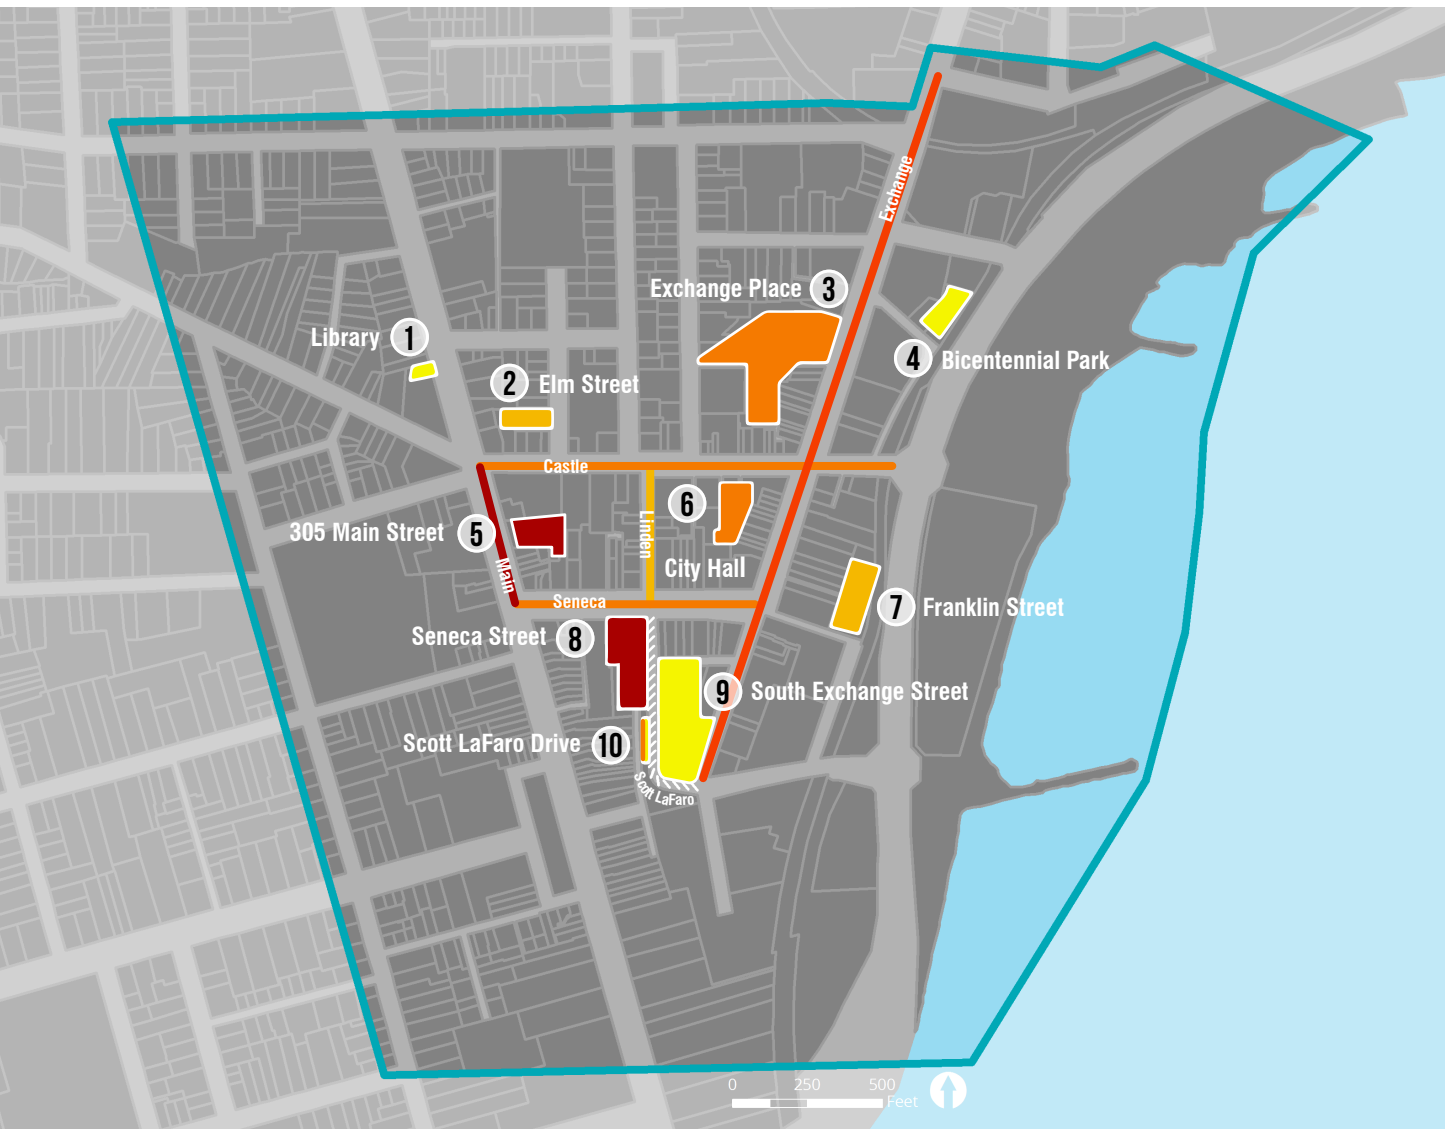 Exchange
Exchange Place 3
Library 1
2 Elm Street
4 Bicentennial Park
Castle
6
Linden
305 Main Street 5
Main
City Hall
Seneca
7 Franklin Street
Seneca Street 8
9 South Exchange Street
Scott LaFaro Drive 10
Scott LaFaro
0 250 500
Feet